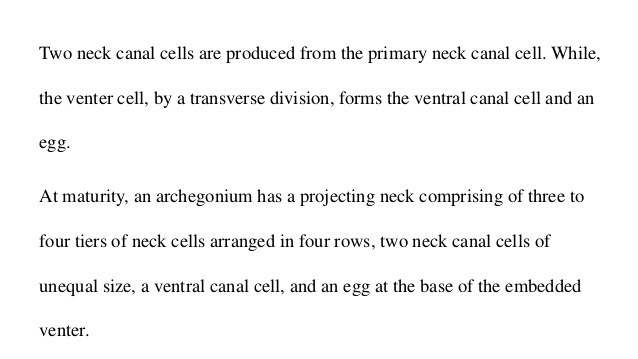 Two neck canal cells are produced from the primary neck canal cell. While,
the venter cell, by a transverse division, forms the ventral canal cell and an
egg.
At maturity, an archegonium has a projecting neck comprising of three to
four tiers of neck cells arranged in four rows, two neck canal cells of
unequal size, a ventral canal cell, and an egg at the base of the embedded
venter.